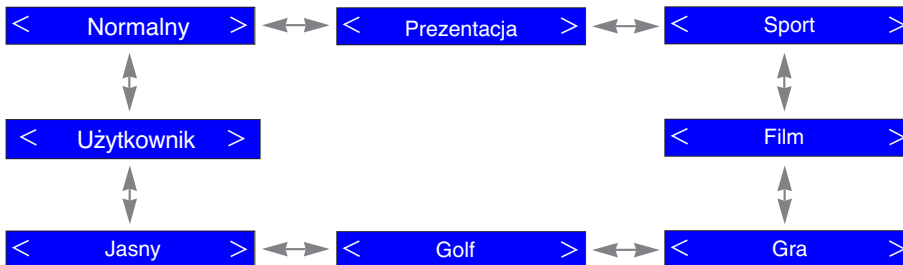 < Normalny > < Prezentacja > < Sport >
< Użytkownik > < Film >
< Jasny > < Golf > < Gra >